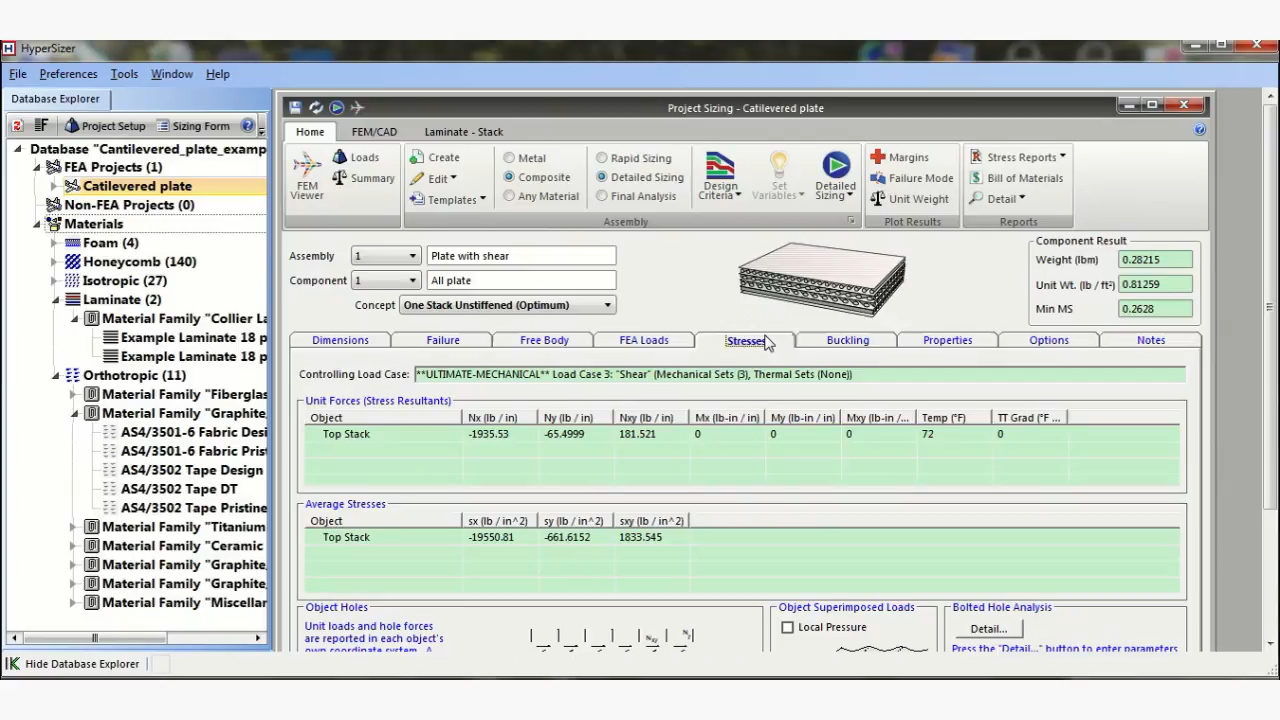 HyperSizer
File Preferences Tools Window Help
Database Explorer
Project Setup Sizing Form
Database "Cantilevered_plate_examp
FEA Projects (1)
Catilevered plate
Non-FEA Projects (0)
Materials
Foam (4)
Honeycomb (140)
Isotropic (27)
Laminate (2)
Material Family "Collier La
Example Laminate 18 p
Example Laminate 18 p
Orthotropic (11)
Material Family "Fiberglas
Material Family "Graphite,
AS4/3501-6 Fabric Desi
AS4/3501-6 Fabric Prist
AS4/3502 Tape Design
AS4/3502 Tape DT
AS4/3502 Tape Pristine
Material Family "Titanium
Material Family "Ceramic
Material Family "Graphite,
Material Family "Graphite,
Material Family "Miscellar
Hide Database Explorer
Project Sizing - Catilevered plate
Home FEM/CAD Laminate - Stack
FEM Viewer
Loads
Summary
Create
Edit
Templates
Metal
Composite
Any Material
Rapid Sizing
Detailed Sizing
Final Analysis
Design Criteria
Set Variables
Detailed Sizing
Assembly
Margins
Failure Mode
Unit Weight
Plot Results
Stress Reports
Bill of Materials
Detail
Reports
Assembly 1 Plate with shear
Component 1 All plate
Concept One Stack Unstiffened (Optimum)
Component Result
Weight (lbm) 0.28215
Unit Wt. (lb / ft²) 0.81259
Min MS 0.2628
Dimensions Failure Free Body FEA Loads Stresses Buckling Properties Options Notes
Controlling Load Case: **ULTIMATE-MECHANICAL** Load Case 3: "Shear" (Mechanical Sets (3), Thermal Sets (None))
Unit Forces (Stress Resultants)
Object Nx (lb / in) Ny (lb / in) Nxy (lb / in) Mx (lb-in / in) My (lb-in / in) Mxy (lb-in /... Temp (°F) TT Grad (°F ...
Top Stack -1935.53 -65.4999 181.521 0 0 0 72 0
Average Stresses
Object sx (lb / in^2) sy (lb / in^2) sxy (lb / in^2)
Top Stack -19550.81 -661.6152 1833.545
Object Holes
Unit loads and hole forces
are reported in each object's
own coordinate system. A
Object Superimposed Loads
Local Pressure
Bolted Hole Analysis
Detail...
Press the "Detail..." button to enter parameters